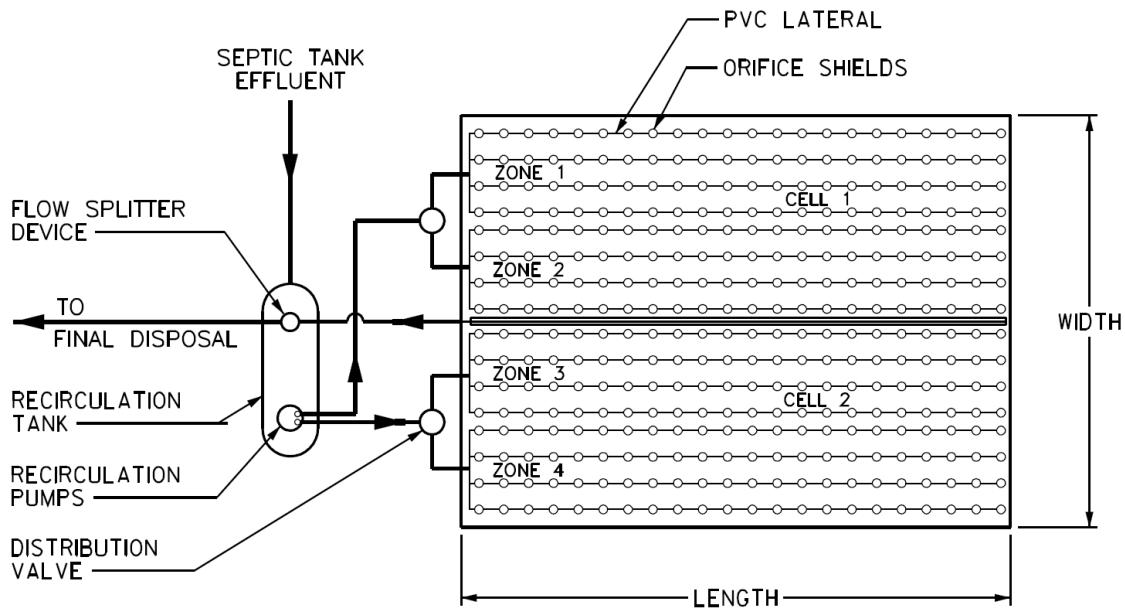 PVC LATERAL
SEPTIC TANK
EFFLUENT
ORIFICE SHIELDS
ZONE 1
CELL 1
FLOW SPLITTER
DEVICE
ZONE 2
TO
FINAL DISPOSAL
WIDTH
ZONE 3
RECIRCULATION
TANK
CELL 2
RECIRCULATION
PUMPS
ZONE 4
DISTRIBUTION
VALVE
LENGTH